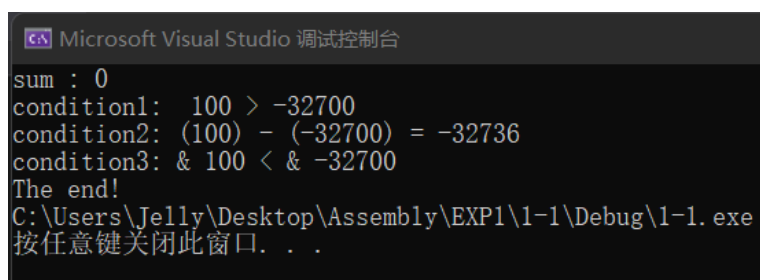 Microsoft Visual Studio 调试控制台
sum : 0
condition1:  100 > -32700
condition2: (100) - (-32700) = -32736
condition3: & 100 < & -32700
The end!
C:\Users\Jelly\Desktop\Assembly\EXP1\1-1\Debug\1-1.exe
按任意键关闭此窗口. . .